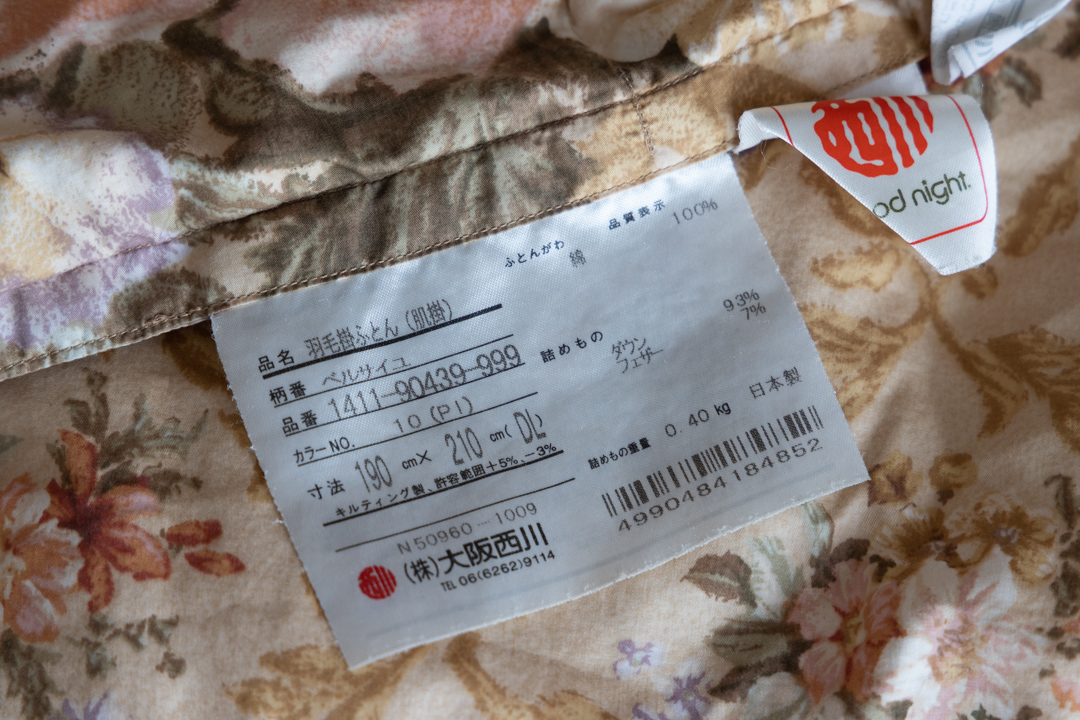 品質表示
ふとんがわ
綿 100%
品名 羽毛掛ふとん(肌掛)
柄番 ベルサイユ
品番 1411-90439-999
カラーNO. 10(PI)
寸法 190 cm× 210 cm( DL)
キルティング製、許容範囲+5%、-3%
N50960-1009
(株)大阪西川
TEL 06(6262)9114
西川
詰めもの
ダウン 93%
フェザー 7%
詰めもの重量 0.40 kg
日本製
4990484184852
西川
od night.